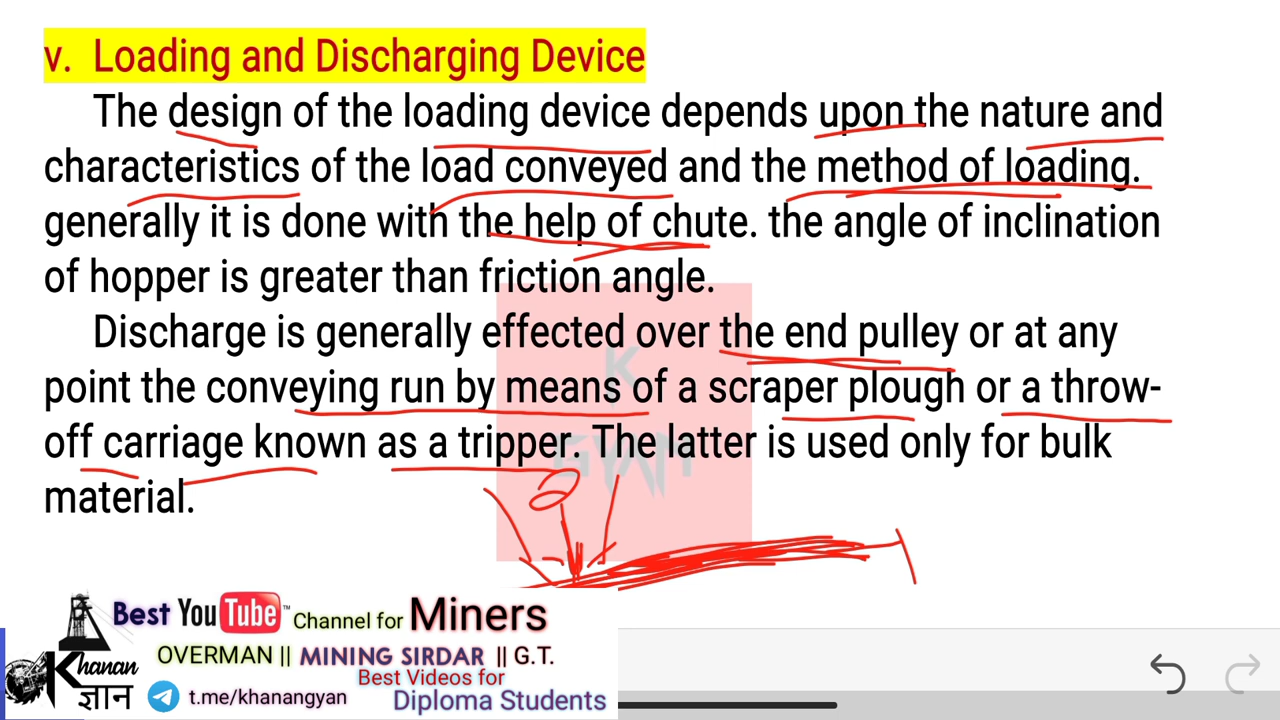 v. Loading and Discharging Device
The design of the loading device depends upon the nature and
characteristics of the load conveyed and the method of loading.
generally it is done with the help of chute. the angle of inclination
of hopper is greater than friction angle.
Discharge is generally effected over the end pulley or at any
point the conveying run by means of a scraper plough or a throw-
off carriage known as a tripper. The latter is used only for bulk
material.
Best YouTube™ Channel for Miners
OVERMAN || MINING SIRDAR || G.T.
Best Videos for
Diploma Students
Khanan
ज्ञान
t.me/khanangyan